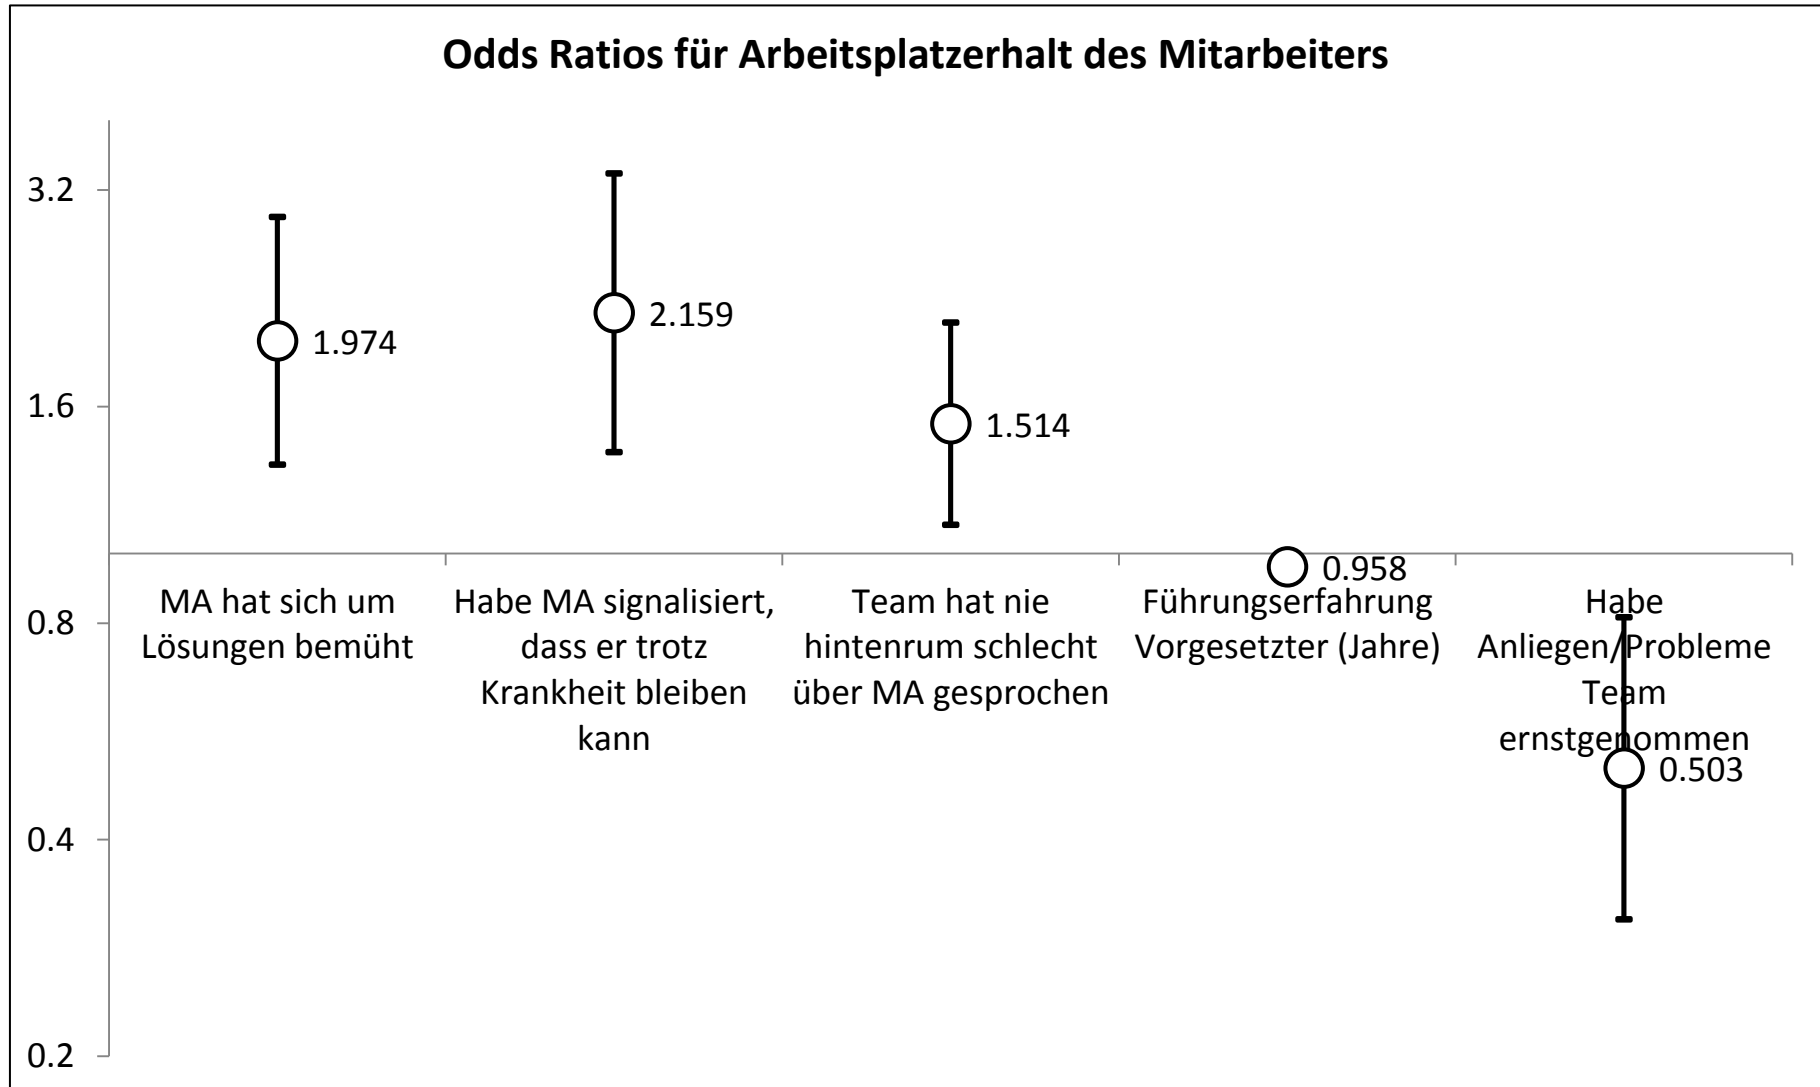 Odds Ratios für Arbeitsplatzerhalt des Mitarbeiters
3.2
1.6
0.8
0.4
0.2
1.974
2.159
1.514
0.958
0.503
MA hat sich um
Lösungen bemüht
Habe MA signalisiert,
dass er trotz
Krankheit bleiben
kann
Team hat nie
hintenrum schlecht
über MA gesprochen
Führungserfahrung
Vorgesetzter (Jahre)
Habe
Anliegen/Probleme
Team
ernstgenommen